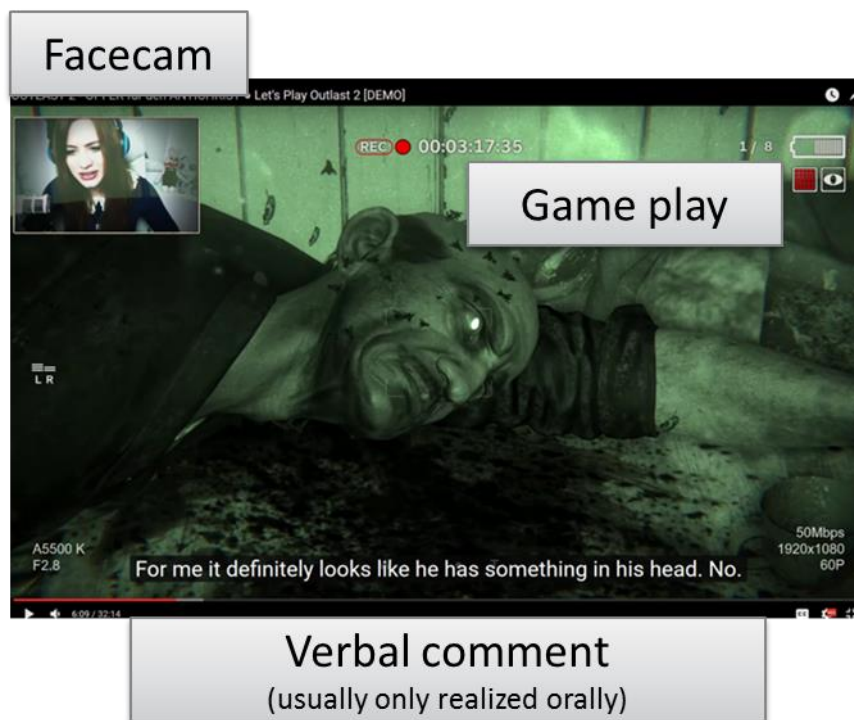 Facecam
Let's Play Outlast 2 [DEMO]
REC 00:03:17:35
1 / 8
Game play
L R
50Mbps
A5500 K
1920x1080
F2.8
60P
For me it definitely looks like he has something in his head. No.
6:09 / 32:14
Verbal comment
(usually only realized orally)